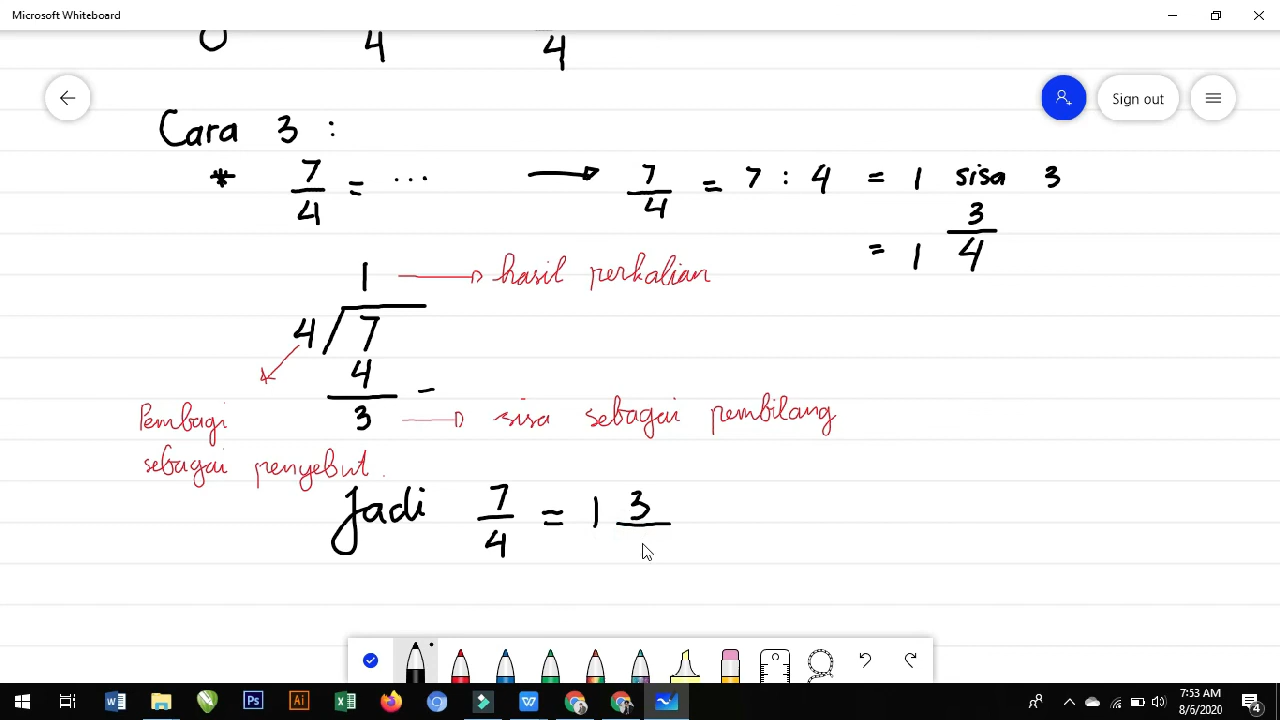 Microsoft Whiteboard
4 4
Sign out
Cara 3 :
* 7/4 = ... → 7/4 = 7 : 4 = 1 sisa 3
= 1 3/4
1 → hasil perkalian
4 7
4 -
3 → sisa sebagai pembilang
Pembagi
sebagai penyebut.
Jadi 7/4 = 1 3/
7:53 AM
8/6/2020
4